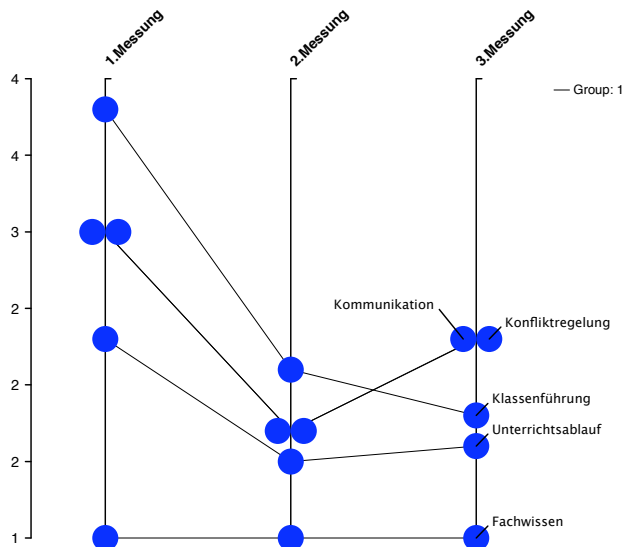 1.Messung
2.Messung
3.Messung
4
Group: 1
4
3
2
Kommunikation
Konfliktregelung
2
Klassenführung
Unterrichtsablauf
2
Fachwissen
1